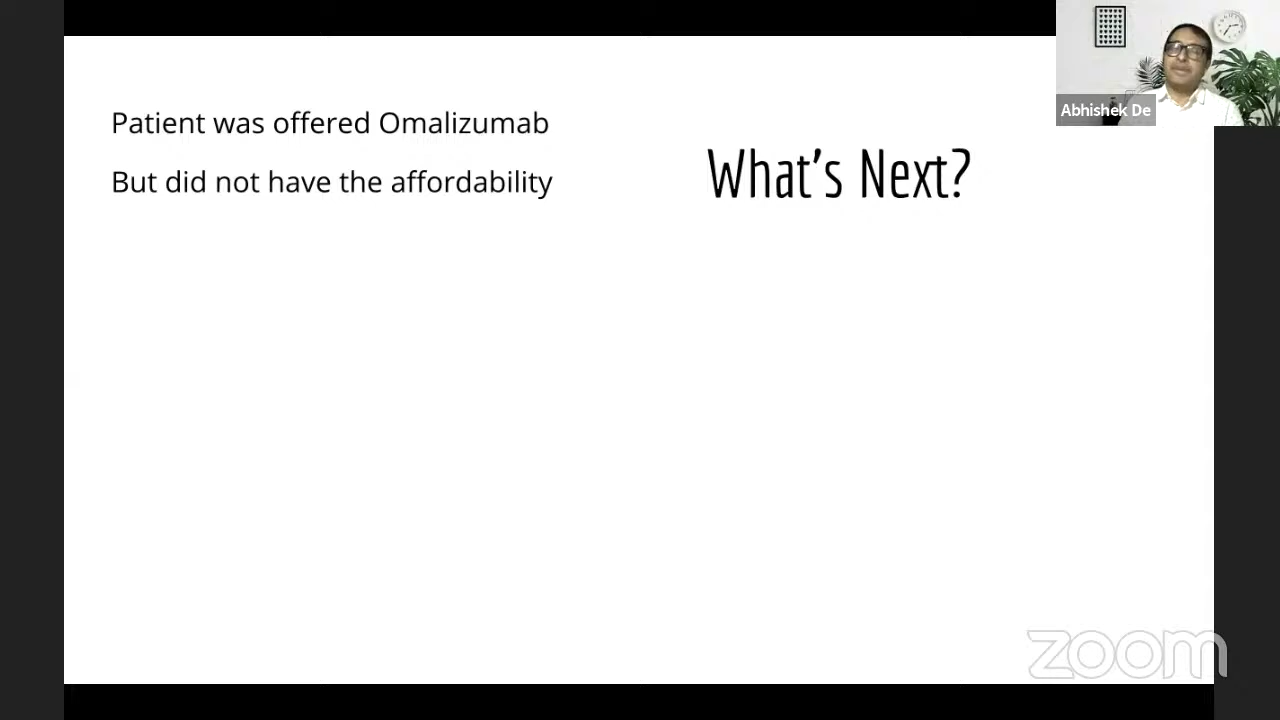 Patient was offered Omalizumab
But did not have the affordability
What's Next?
Abhishek De
zoom